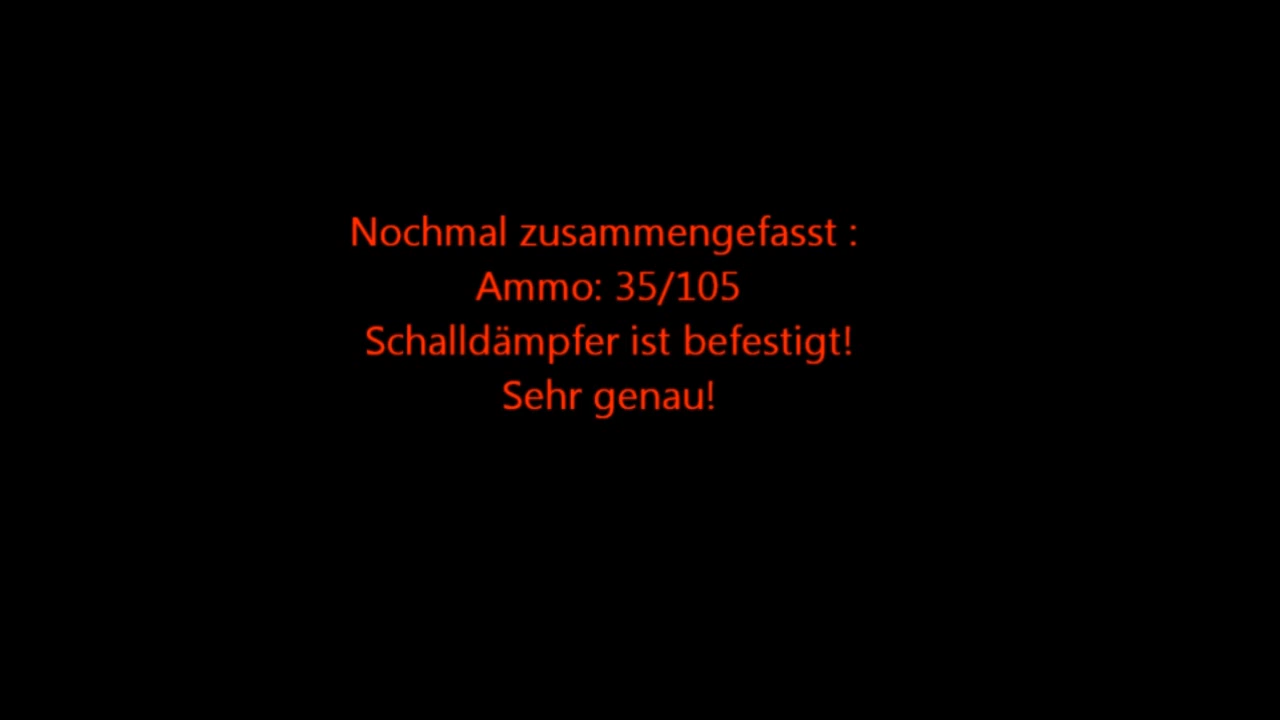 Nochmal zusammengefasst :
Ammo: 35/105
Schalldämpfer ist befestigt!
Sehr genau!